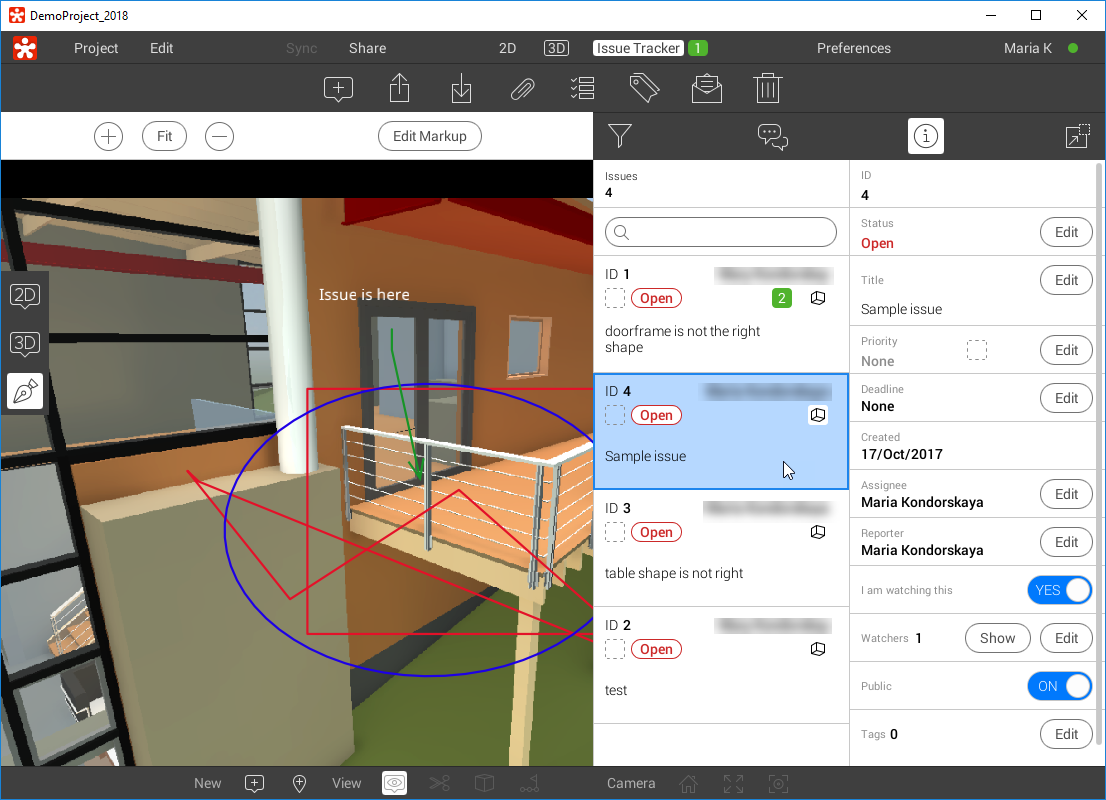 DemoProject_2018
Project Edit Sync Share 2D 3D Issue Tracker 1 Preferences Maria K
Fit Edit Markup
2D
3D
Issue is here
Issues
4
ID 1
Open 2
doorframe is not the right
shape
ID 4
Open
Sample issue
ID 3
Open
table shape is not right
ID 2
Open
test
ID
4
Status
Open Edit
Title Edit
Sample issue
Priority
None Edit
Deadline
None Edit
Created
17/Oct/2017
Assignee
Maria Kondorskaya Edit
Reporter
Maria Kondorskaya Edit
I am watching this YES
Watchers 1 Show Edit
Public ON
Tags 0 Edit
New View Camera